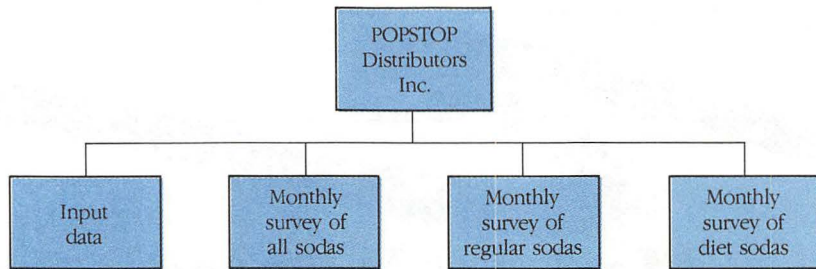 POPSTOP
Distributors
Inc.
Input
data
Monthly
survey of
all sodas
Monthly
survey of
regular sodas
Monthly
survey of
diet sodas